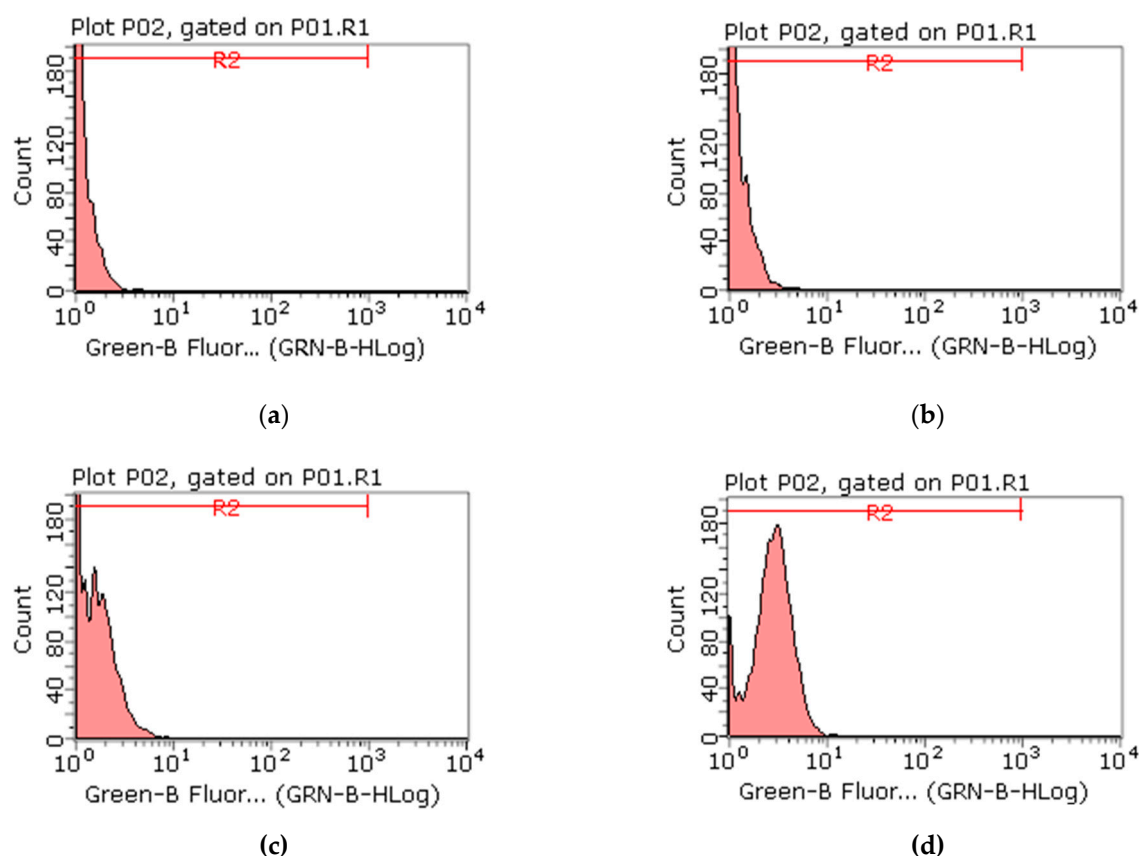 Plot P02, gated on P01.R1
R2
180
120
80
40
0
Count
10^0 10^1 10^2 10^3 10^4
Green-B Fluor... (GRN-B-HLog)
(a)
Plot P02, gated on P01.R1
R2
180
120
80
40
0
Count
10^0 10^1 10^2 10^3 10^4
Green-B Fluor... (GRN-B-HLog)
(b)
Plot P02, gated on P01.R1
R2
180
120
80
40
0
Count
10^0 10^1 10^2 10^3 10^4
Green-B Fluor... (GRN-B-HLog)
(c)
Plot P02, gated on P01.R1
R2
180
120
80
40
0
Count
10^0 10^1 10^2 10^3 10^4
Green-B Fluor... (GRN-B-HLog)
(d)